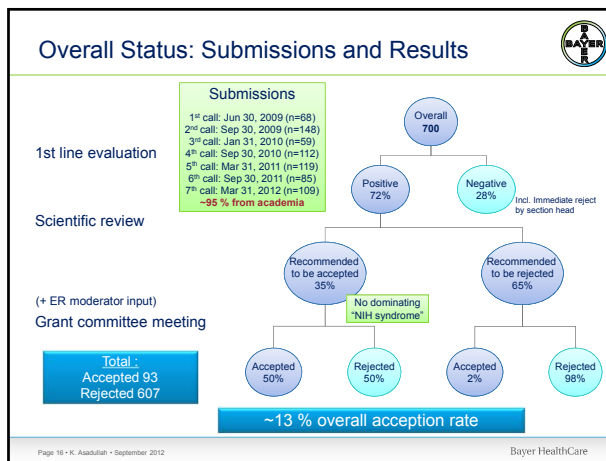 Overall Status: Submissions and Results
BAYER
BAYER
Submissions
1st call: Jun 30, 2009 (n=68)
2nd call: Sep 30, 2009 (n=148)
3rd call: Jan 31, 2010 (n=59)
4th call: Sep 30, 2010 (n=112)
5th call: Mar 31, 2011 (n=119)
6th call: Sep 30, 2011 (n=85)
7th call: Mar 31, 2012 (n=109)
~95 % from academia
Overall
700
1st line evaluation
Positive
72%
Negative
28%
Incl. Immediate reject
by section head
Scientific review
Recommended
to be accepted
35%
Recommended
to be rejected
65%
(+ ER moderator input)
Grant committee meeting
No dominating
“NIH syndrome”
Total :
Accepted 93
Rejected 607
Accepted
50%
Rejected
50%
Accepted
2%
Rejected
98%
~13 % overall acception rate
Page 16 • K. Asadullah • September 2012
Bayer HealthCare